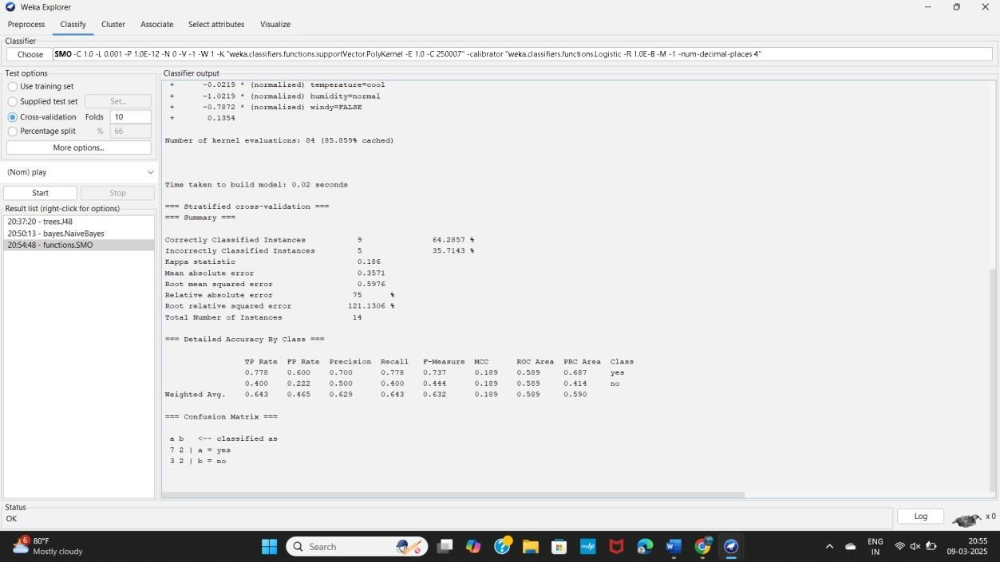 Weka Explorer
Preprocess Classify Cluster Associate Select attributes Visualize
Classifier
Choose SMO -C 1.0 -L 0.001 -P 1.0E-12 -N 0 -V -1 -W 1 -K "weka.classifiers.functions.supportVector.PolyKernel -E 1.0 -C 250007" -calibrator "weka.classifiers.functions.Logistic -R 1.0E-8 -M -1 -num-decimal-places 4"
Test options
Use training set
Supplied test set Set...
Cross-validation Folds 10
Percentage split % 66
More options...
(Nom) play
Start Stop
Result list (right-click for options)
20:37:20 - trees.J48
20:50:13 - bayes.NaiveBayes
20:54:48 - functions.SMO
Classifier output
+ -0.0219 * (normalized) temperature=cool
+ -1.0219 * (normalized) humidity=normal
+ -0.7872 * (normalized) windy=FALSE
+ 0.1354
Number of kernel evaluations: 84 (85.859% cached)
Time taken to build model: 0.02 seconds
=== Stratified cross-validation ===
=== Summary ===
Correctly Classified Instances 9 64.2857 %
Incorrectly Classified Instances 5 35.7143 %
Kappa statistic 0.186
Mean absolute error 0.3571
Root mean squared error 0.5976
Relative absolute error 75 %
Root relative squared error 121.1306 %
Total Number of Instances 14
=== Detailed Accuracy By Class ===
TP Rate FP Rate Precision Recall F-Measure MCC ROC Area PRC Area Class
0.778 0.600 0.700 0.778 0.737 0.189 0.589 0.687 yes
0.400 0.222 0.500 0.400 0.444 0.189 0.589 0.414 no
Weighted Avg. 0.643 0.465 0.629 0.643 0.632 0.189 0.589 0.590
=== Confusion Matrix ===
a b <-- classified as
7 2 | a = yes
3 2 | b = no
Status
OK
Log x 0
6 80°F
Mostly cloudy
Search
myhp
ENG
IN
20:55
09-03-2025